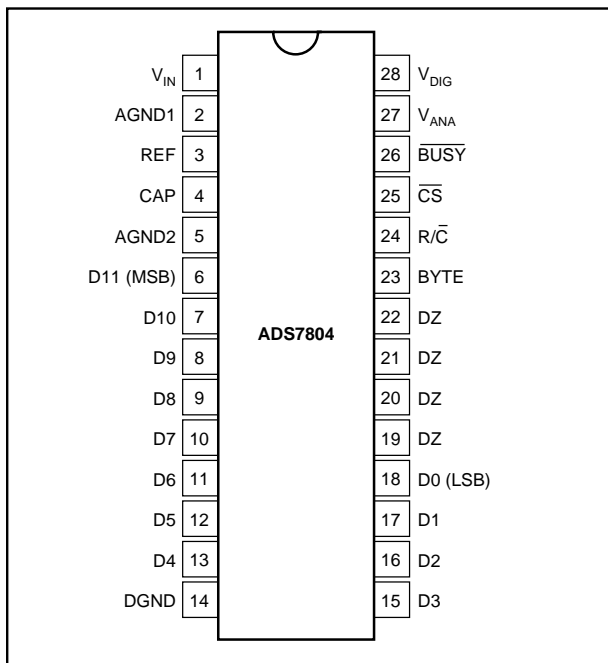 V_IN 1 28 V_DIG
AGND1 2 27 V_ANA
REF 3 26 B̅U̅S̅Y̅
CAP 4 25 C̅S̅
AGND2 5 24 R/C̅
D11 (MSB) 6 23 BYTE
D10 7 22 DZ
ADS7804
D9 8 21 DZ
D8 9 20 DZ
D7 10 19 DZ
D6 11 18 D0 (LSB)
D5 12 17 D1
D4 13 16 D2
DGND 14 15 D3